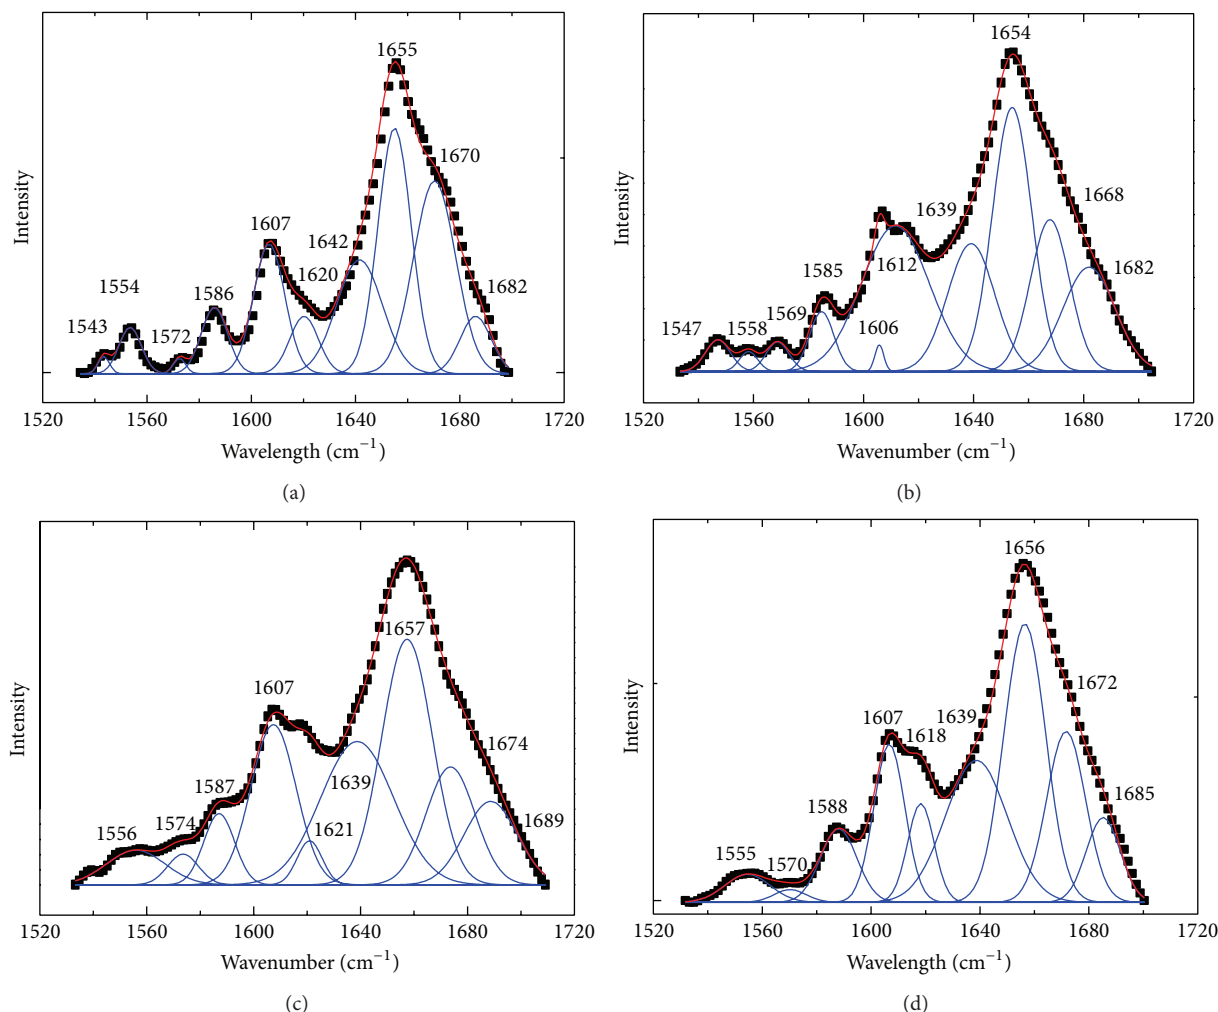 1655
1670
1607
1642
1620
1682
1586
1554
1543
1572
Intensity
1520 1560 1600 1640 1680 1720
Wavelength (cm−1)
(a)
1654
1668
1639
1612
1682
1585
1569
1606
1547
1558
Intensity
1520 1560 1600 1640 1680 1720
Wavenumber (cm−1)
(b)
1657
1607
1674
1639
1587
1689
1574
1621
1556
Intensity
1520 1560 1600 1640 1680 1720
Wavenumber (cm−1)
(c)
1656
1672
1607
1639
1618
1685
1588
1555
1570
Intensity
1520 1560 1600 1640 1680 1720
Wavelength (cm−1)
(d)